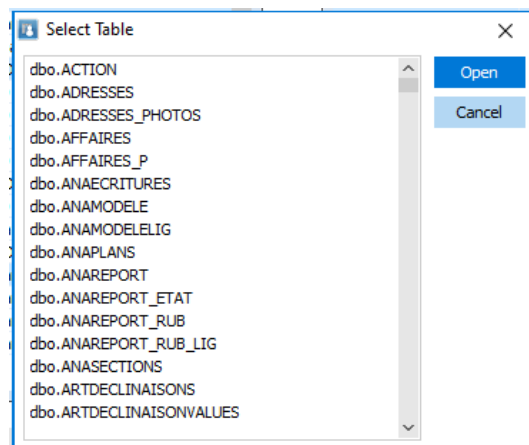 Select Table
dbo.ACTION
dbo.ADRESSES
dbo.ADRESSES_PHOTOS
dbo.AFFAIRES
dbo.AFFAIRES_P
dbo.ANAECRITURES
dbo.ANAMODELE
dbo.ANAMODELELIG
dbo.ANAPLANS
dbo.ANAREPORT
dbo.ANAREPORT_ETAT
dbo.ANAREPORT_RUB
dbo.ANAREPORT_RUB_LIG
dbo.ANASECTIONS
dbo.ARTDECLINAISONS
dbo.ARTDECLINAISONVALUES
Open
Cancel